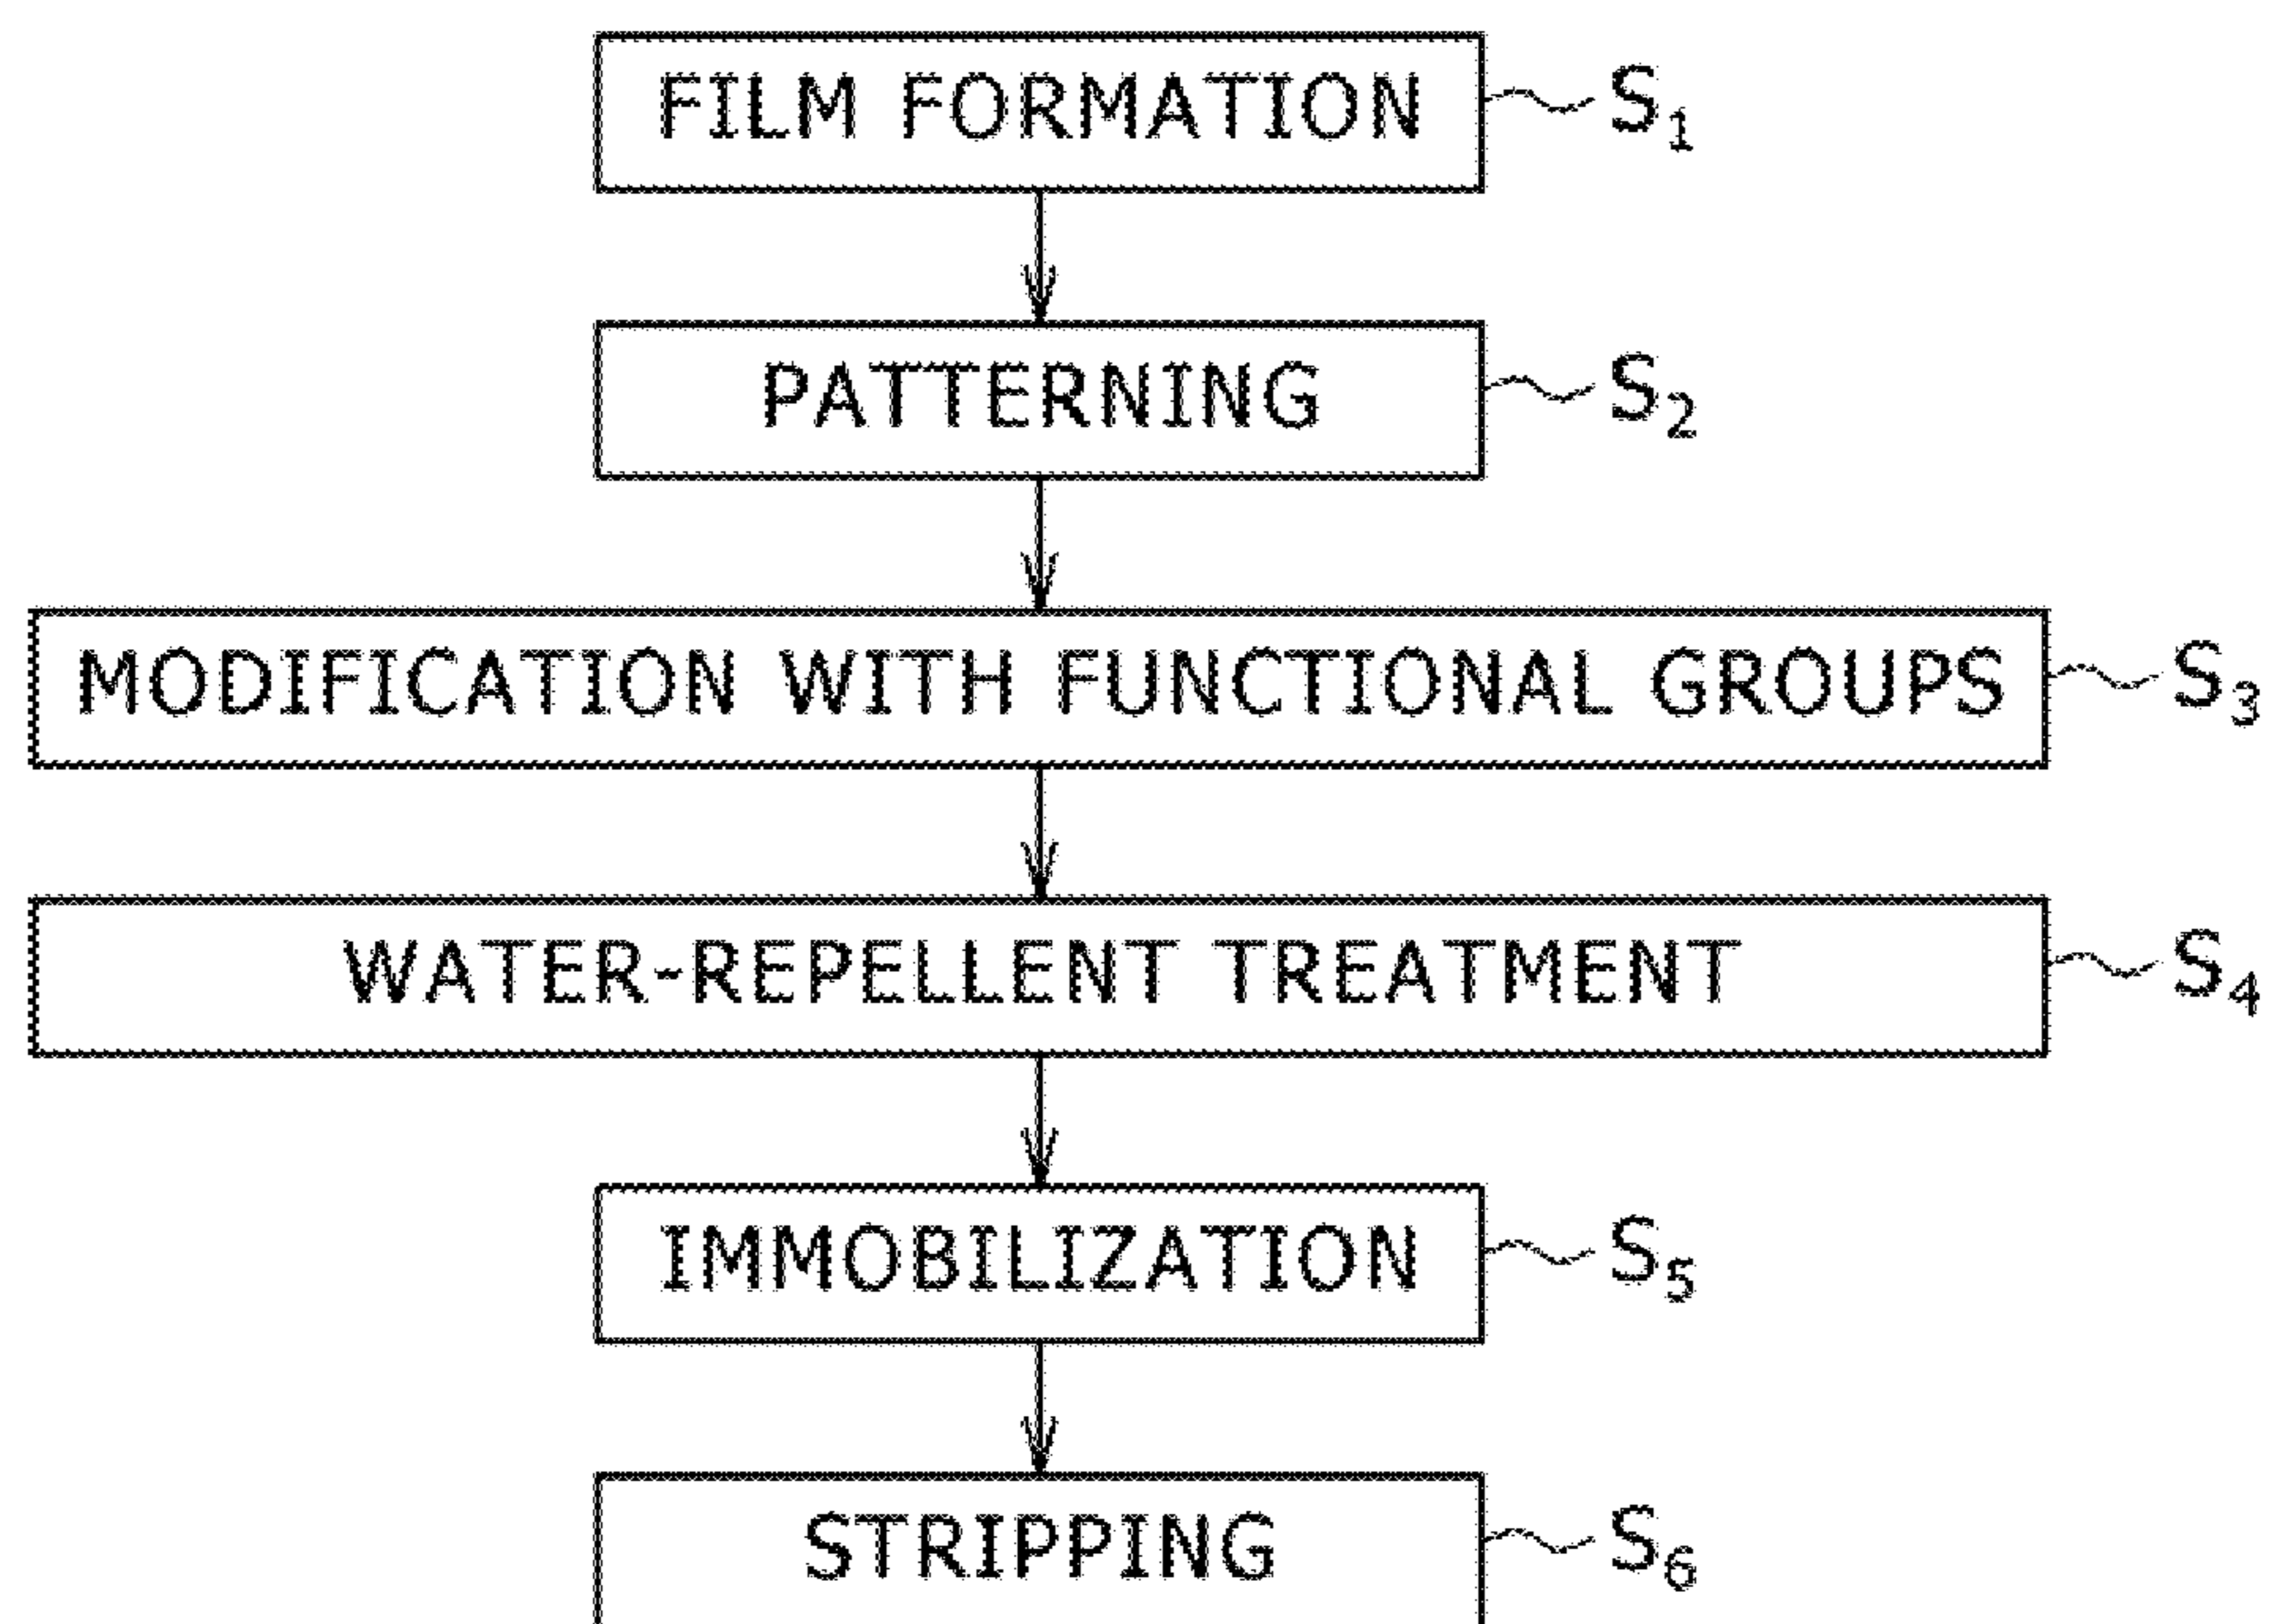 FILM FORMATION S₁
PATTERNING S₂
MODIFICATION WITH FUNCTIONAL GROUPS S₃
WATER-REPELLENT TREATMENT S₄
IMMOBILIZATION S₅
STRIPPING S₆